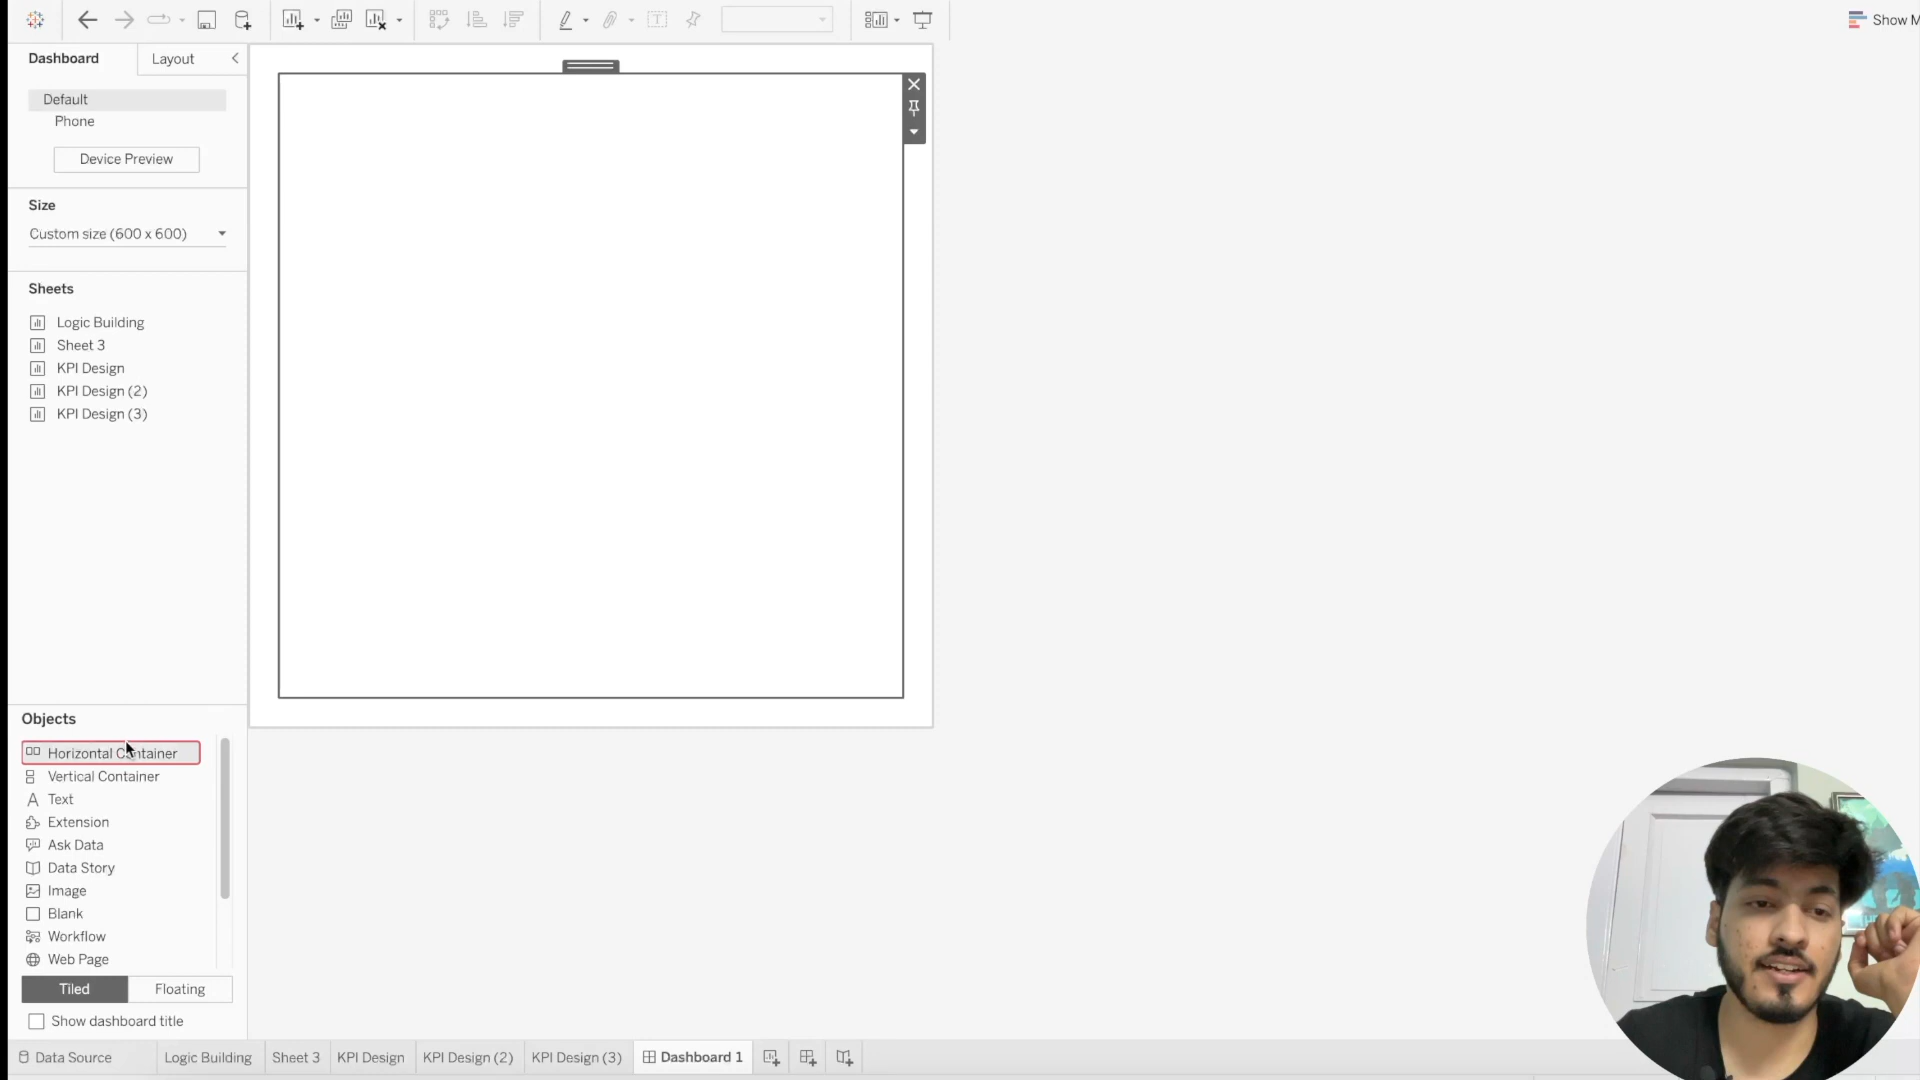 Show M
Dashboard
Layout
Default
Phone
Device Preview
Size
Custom size (600 x 600)
Sheets
Logic Building
Sheet 3
KPI Design
KPI Design (2)
KPI Design (3)
Objects
Horizontal Container
Vertical Container
Text
Extension
Ask Data
Data Story
Image
Blank
Workflow
Web Page
Tiled
Floating
Show dashboard title
Data Source
Logic Building
Sheet 3
KPI Design
KPI Design (2)
KPI Design (3)
Dashboard 1